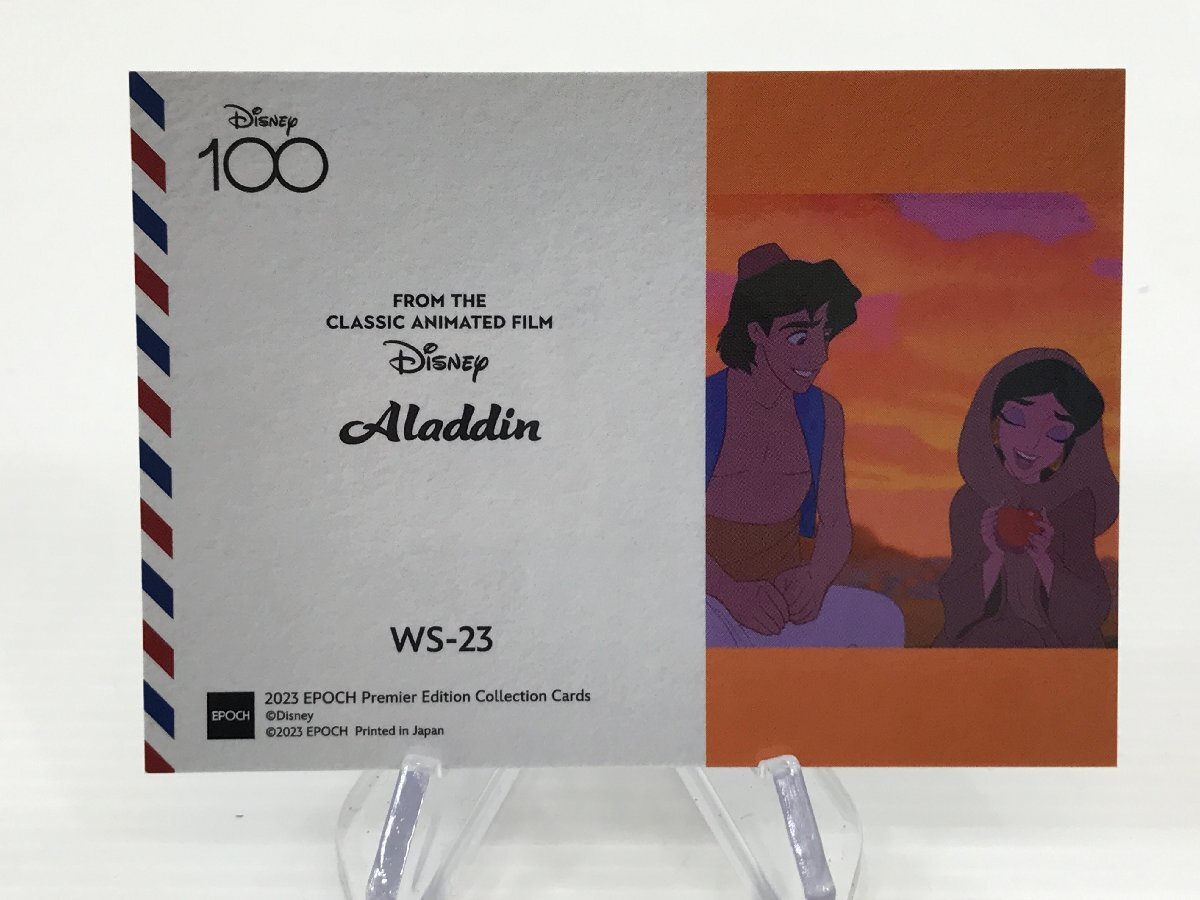 Disney
100
FROM THE
CLASSIC ANIMATED FILM
Disney
Aladdin
WS-23
EPOCH
2023 EPOCH Premier Edition Collection Cards
©Disney
©2023 EPOCH Printed in Japan